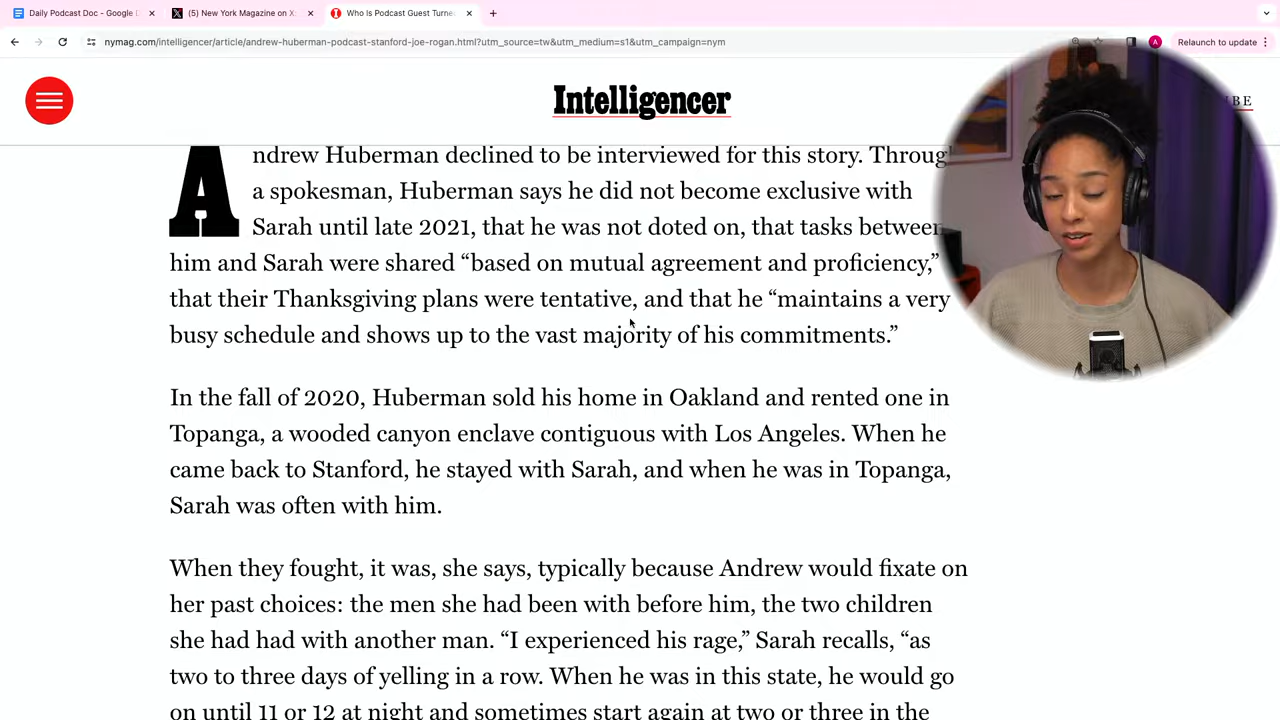 Daily Podcast Doc - Google D
(5) New York Magazine on X:
Who Is Podcast Guest Turned
nymag.com/intelligencer/article/andrew-huberman-podcast-stanford-joe-rogan.html?utm_source=tw&utm_medium=s1&utm_campaign=nym
A
Relaunch to update
Intelligencer
BE
Andrew Huberman declined to be interviewed for this story. Through
a spokesman, Huberman says he did not become exclusive with
Sarah until late 2021, that he was not doted on, that tasks between
him and Sarah were shared “based on mutual agreement and proficiency,”
that their Thanksgiving plans were tentative, and that he “maintains a very
busy schedule and shows up to the vast majority of his commitments.”
In the fall of 2020, Huberman sold his home in Oakland and rented one in
Topanga, a wooded canyon enclave contiguous with Los Angeles. When he
came back to Stanford, he stayed with Sarah, and when he was in Topanga,
Sarah was often with him.
When they fought, it was, she says, typically because Andrew would fixate on
her past choices: the men she had been with before him, the two children
she had had with another man. “I experienced his rage,” Sarah recalls, “as
two to three days of yelling in a row. When he was in this state, he would go
on until 11 or 12 at night and sometimes start again at two or three in the